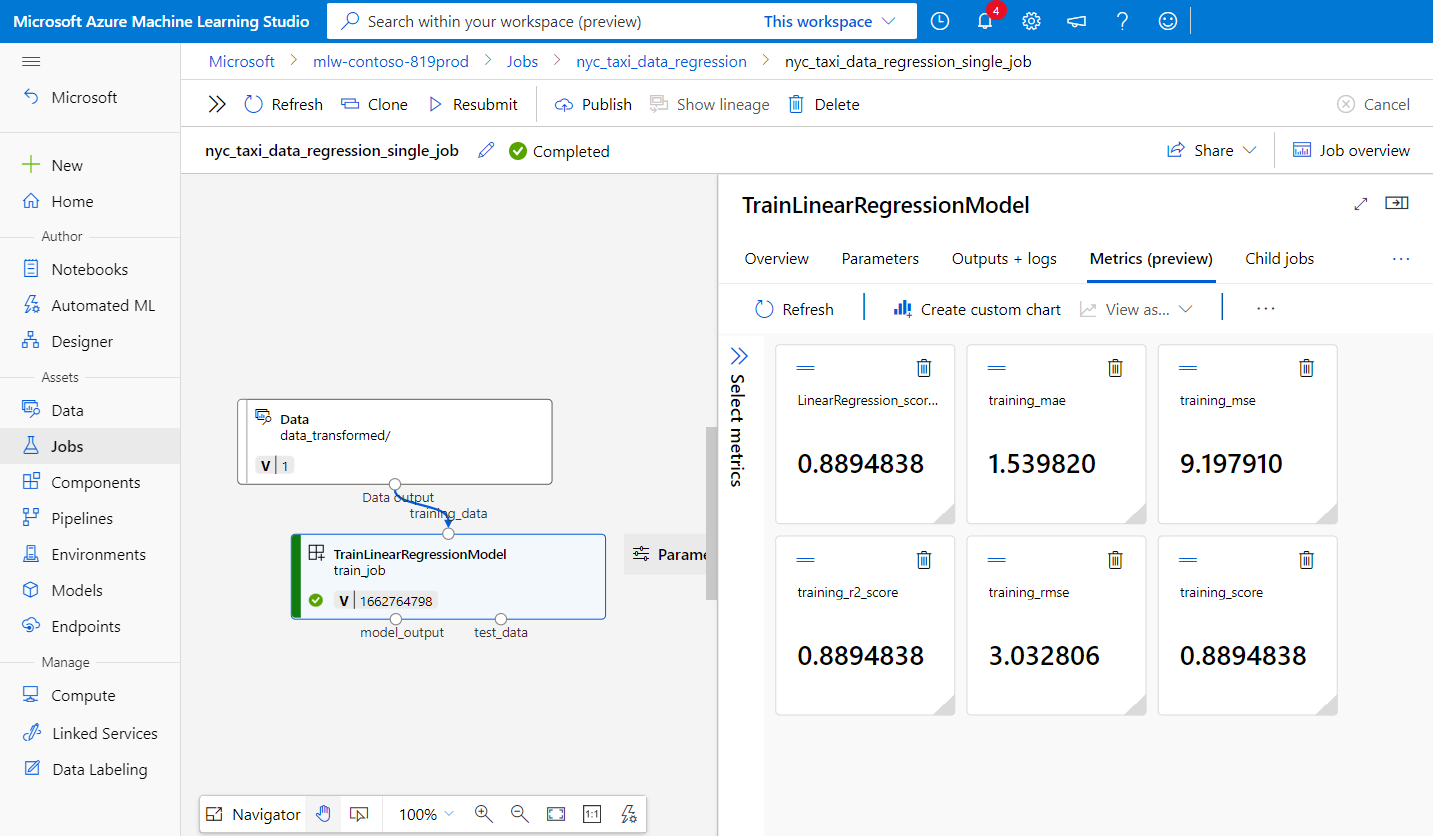 Microsoft Azure Machine Learning Studio
Search within your workspace (preview)
This workspace
4
Microsoft
mlw-contoso-819prod
Jobs
nyc_taxi_data_regression
nyc_taxi_data_regression_single_job
Microsoft
New
Home
Author
Notebooks
Automated ML
Designer
Assets
Data
Jobs
Components
Pipelines
Environments
Models
Endpoints
Manage
Compute
Linked Services
Data Labeling
Refresh
Clone
Resubmit
Publish
Show lineage
Delete
Cancel
nyc_taxi_data_regression_single_job
Completed
Share
Job overview
Data
data_transformed/
V 1
Data output
training_data
TrainLinearRegressionModel
train_job
V 1662764798
model_output
test_data
Parame
Navigator
100%
1:1
TrainLinearRegressionModel
Overview
Parameters
Outputs + logs
Metrics (preview)
Child jobs
...
Refresh
Create custom chart
View as...
...
Select metrics
LinearRegression_scor...
0.8894838
training_mae
1.539820
training_mse
9.197910
training_r2_score
0.8894838
training_rmse
3.032806
training_score
0.8894838